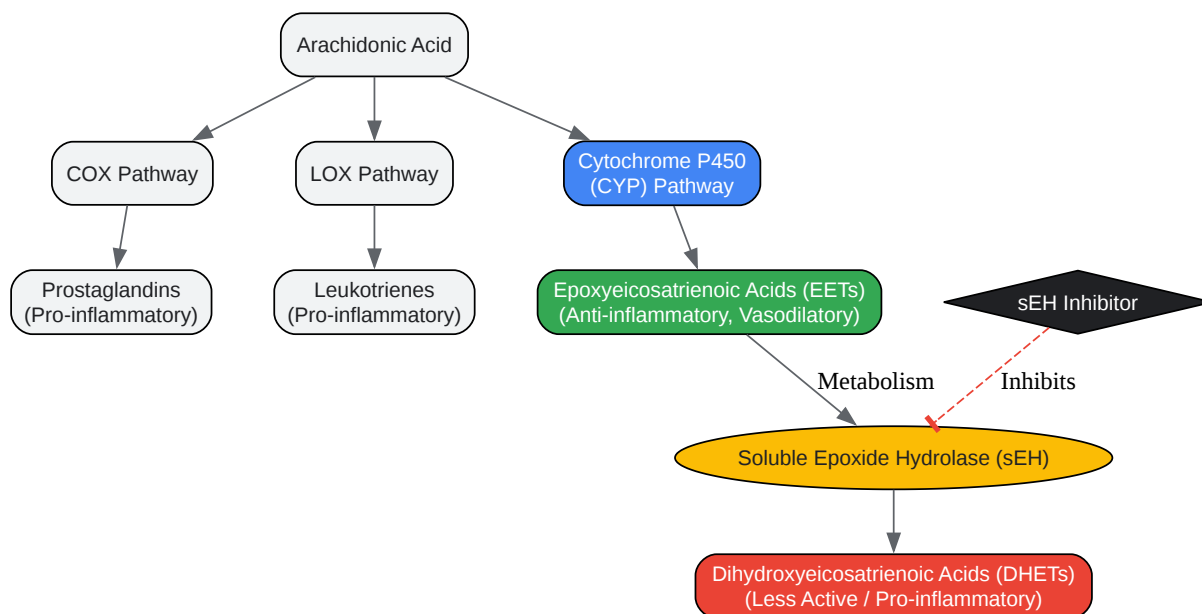 Arachidonic Acid
COX Pathway
LOX Pathway
Cytochrome P450
(CYP) Pathway
Prostaglandins
(Pro-inflammatory)
Leukotrienes
(Pro-inflammatory)
Epoxyeicosatrienoic Acids (EETs)
(Anti-inflammatory, Vasodilatory)
sEH Inhibitor
Metabolism
Inhibits
Soluble Epoxide Hydrolase (sEH)
Dihydroxyeicosatrienoic Acids (DHETs)
(Less Active / Pro-inflammatory)